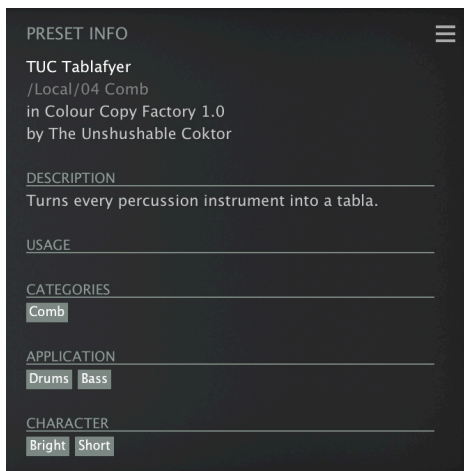 PRESET INFO
TUC Tablafyer
/Local/04 Comb
in Colour Copy Factory 1.0
by The Unshushable Coktor
DESCRIPTION
Turns every percussion instrument into a tabla.
USAGE
CATEGORIES
Comb
APPLICATION
Drums Bass
CHARACTER
Bright Short